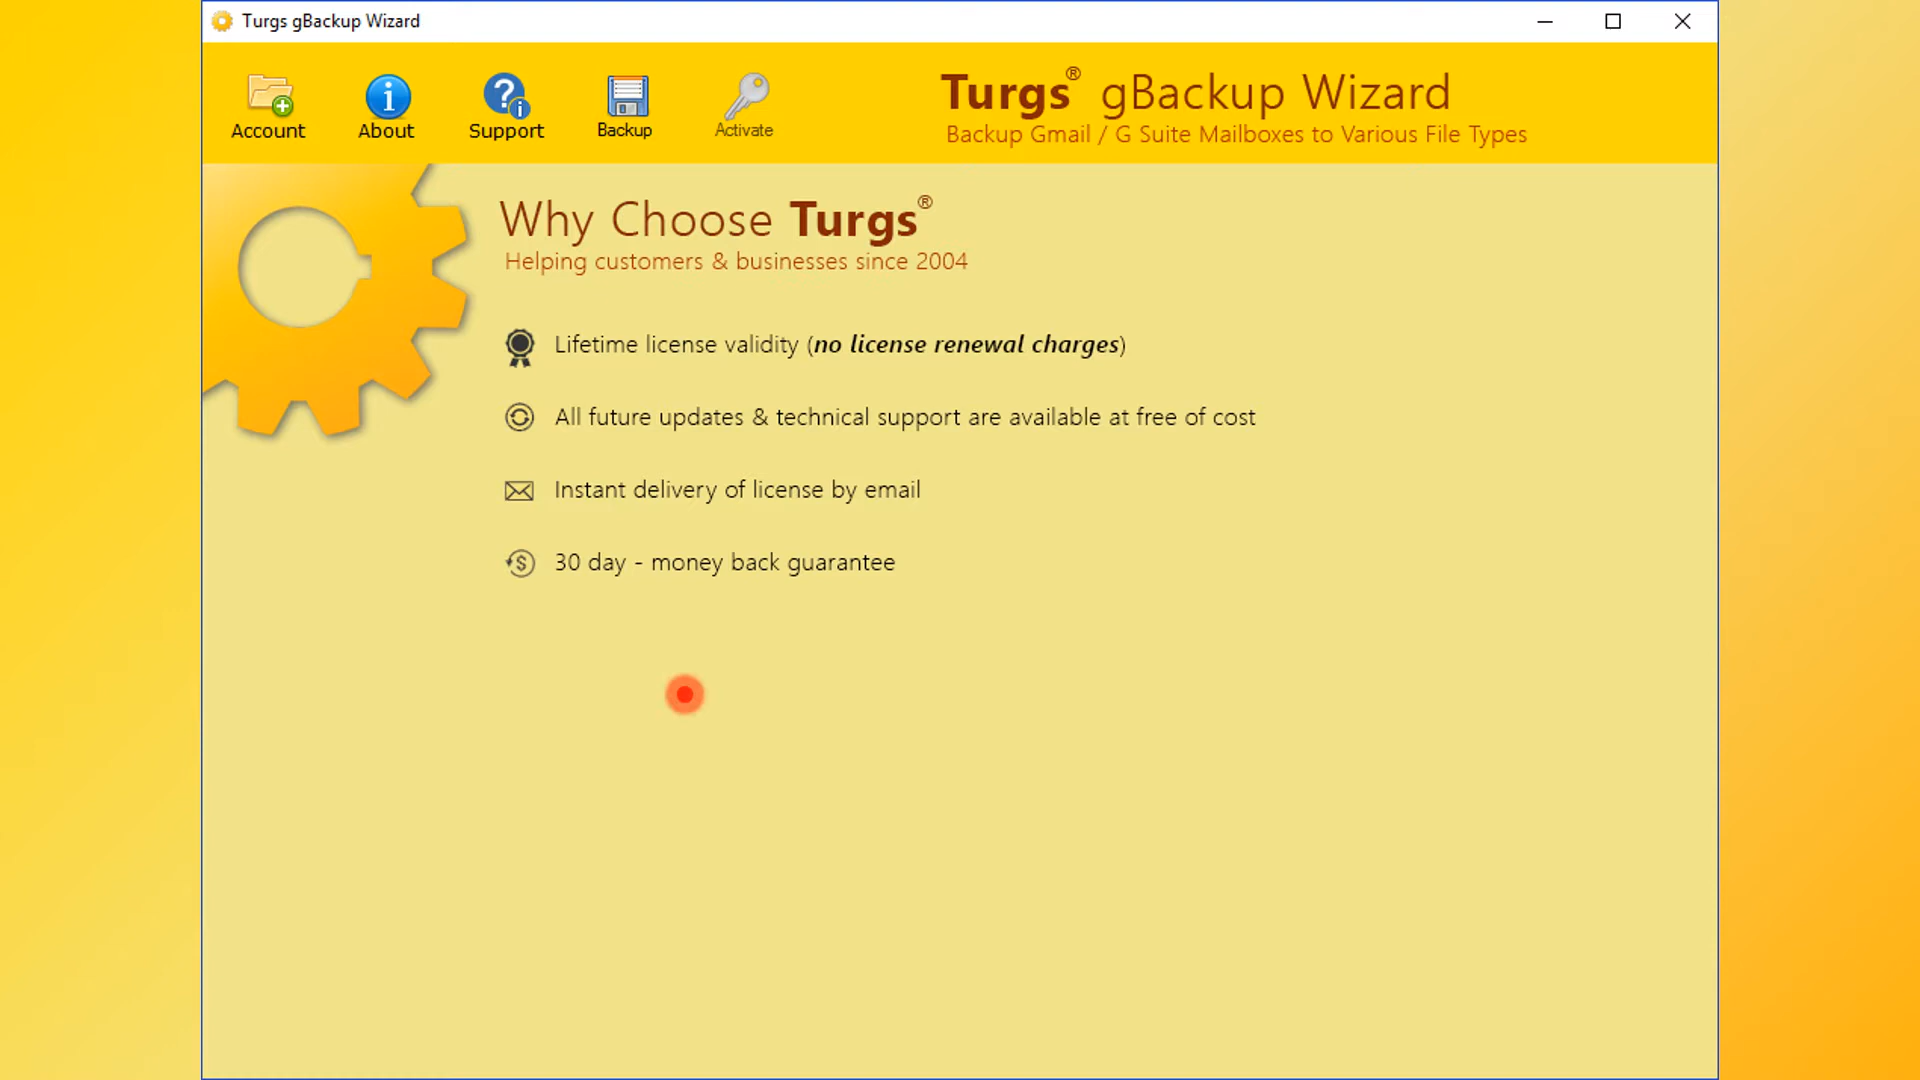 Turgs gBackup Wizard
Account
About
Support
Backup
Activate
Turgs® gBackup Wizard
Backup Gmail / G Suite Mailboxes to Various File Types
Why Choose Turgs®
Helping customers & businesses since 2004
Lifetime license validity (no license renewal charges)
All future updates & technical support are available at free of cost
Instant delivery of license by email
30 day - money back guarantee